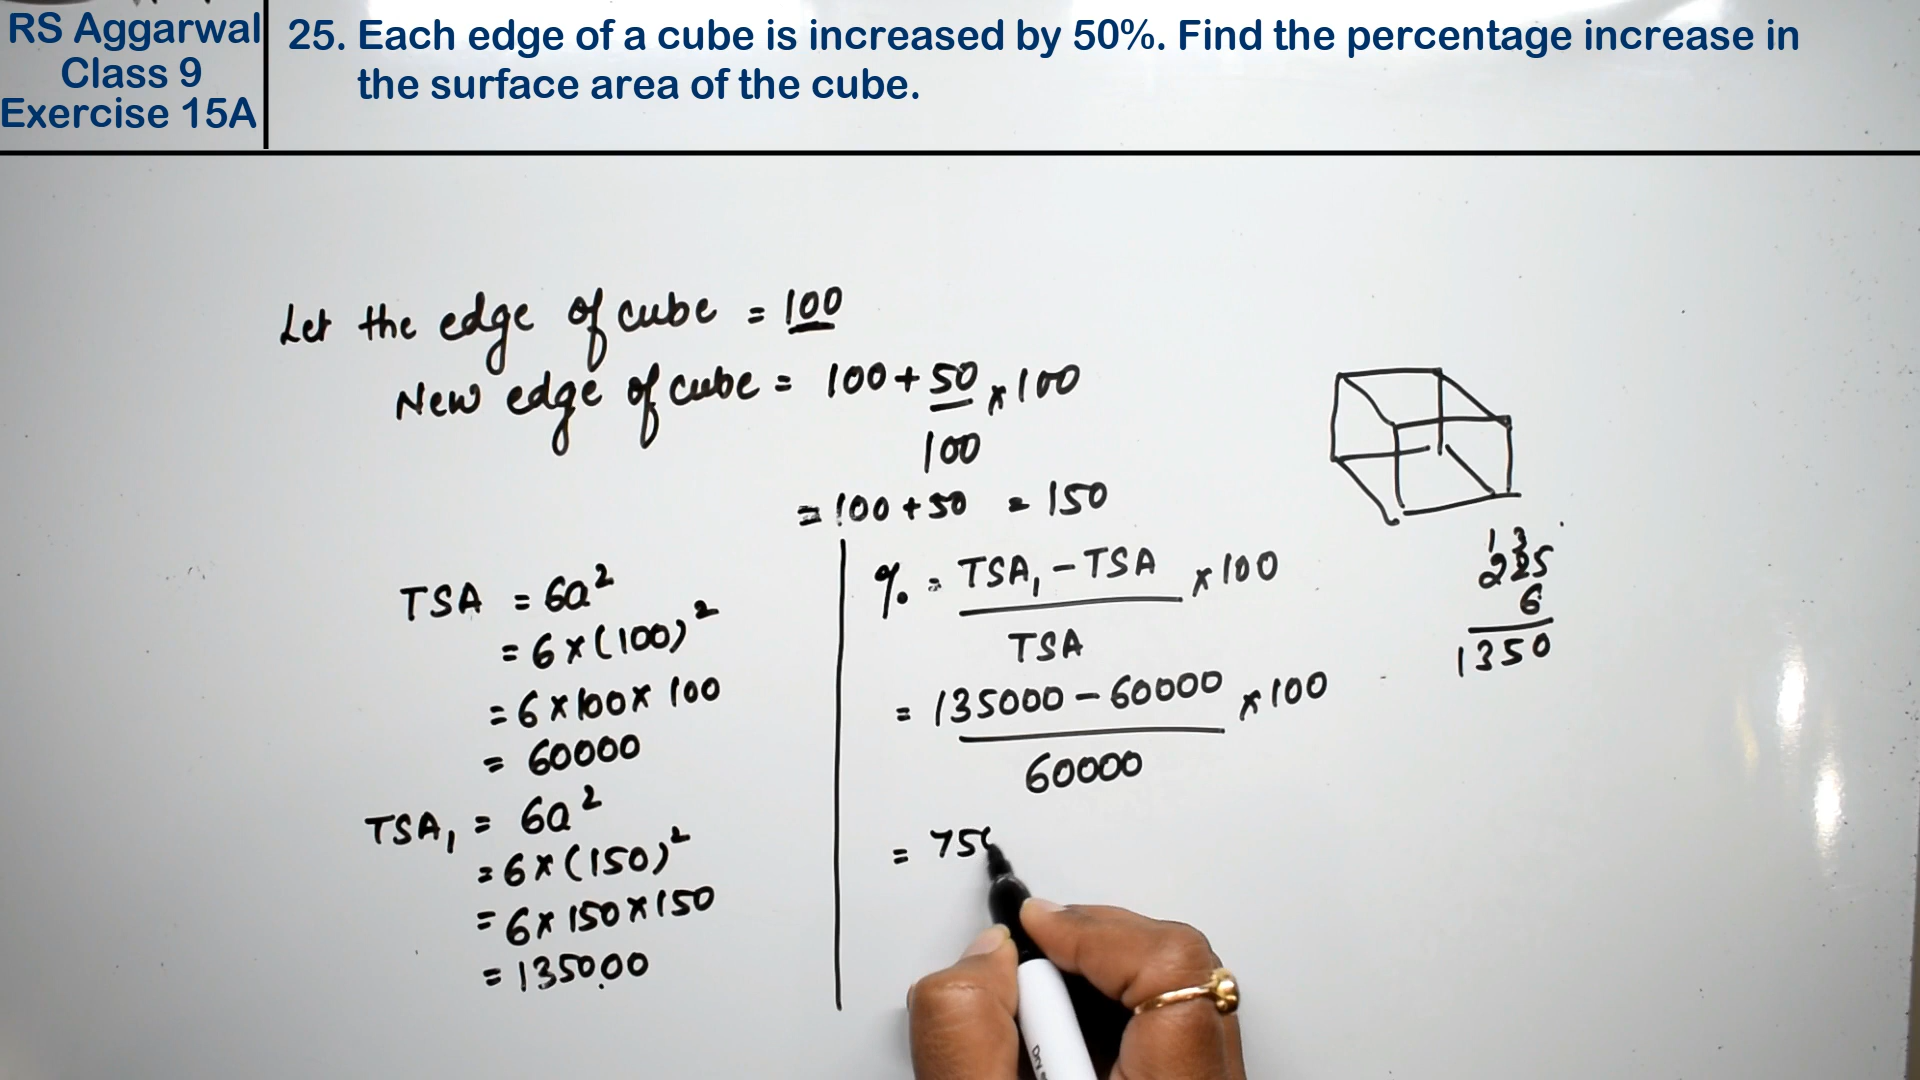 RS Aggarwal
Class 9
Exercise 15A
25. Each edge of a cube is increased by 50%. Find the percentage increase in
the surface area of the cube.
Let the edge of cube = 100
New edge of cube = 100 + 50/100 × 100
= 100 + 50 = 150
TSA = 6a²
= 6 × (100)²
= 6 × 100 × 100
= 60000
TSA₁ = 6a²
= 6 × (150)²
= 6 × 150 × 150
= 135000
% = TSA₁ – TSA / TSA × 100
= 135000 – 60000 / 60000 × 100
= 750
1 3
225
6
1350